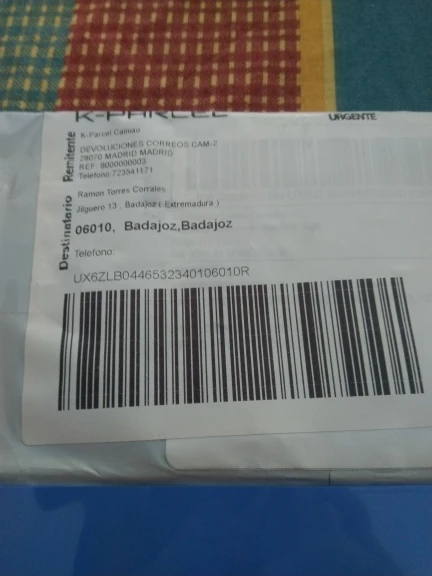 K-PARCEL
URGENTE
Remitente
K-Parcel Cainiao
DEVOLUCIONES CORREOS CAM-2
28070 MADRID MADRID
REF: 8000000003
Telefono:723541171
Destinatario
Ramon Torres Corrales
Jilguero 13 , Badajoz ( Extremadura )
06010, Badajoz,Badajoz
Telefono:
UX6ZLB0446532340106010R